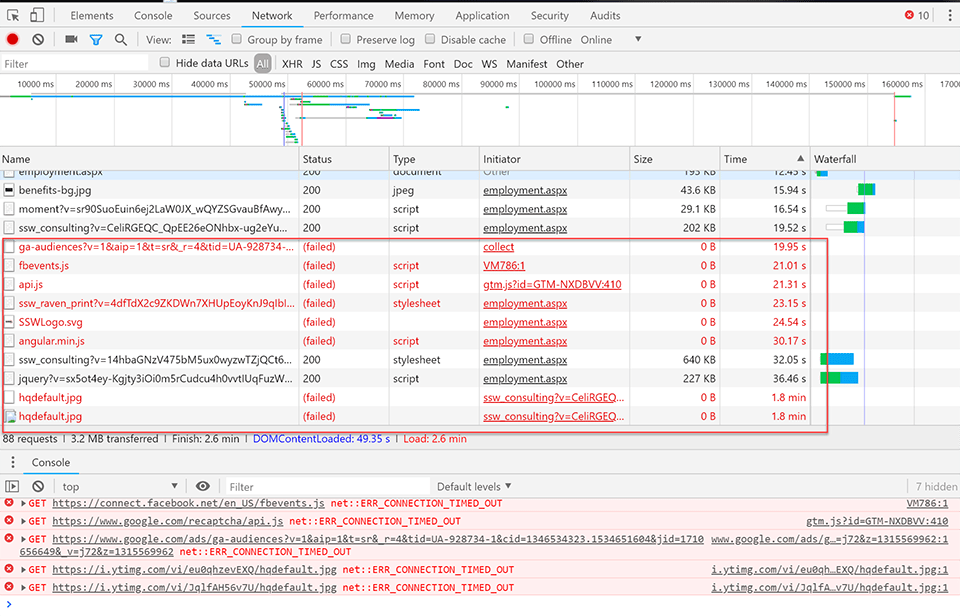 Elements Console Sources Network Performance Memory Application Security Audits 10
View: Group by frame Preserve log Disable cache Offline Online
Filter Hide data URLs All XHR JS CSS Img Media Font Doc WS Manifest Other
10000 ms 20000 ms 30000 ms 40000 ms 50000 ms 60000 ms 70000 ms 80000 ms 90000 ms 100000 ms 110000 ms 120000 ms 130000 ms 140000 ms 150000 ms 160000 ms 17000
Name Status Type Initiator Size Time Waterfall
employment.aspx 200 document Other 193 KB 12.45 s
benefits-bg.jpg 200 jpeg employment.aspx 43.6 KB 15.94 s
moment?v=sr90SuoEuin6ej2LaW0JX_wQYZSGvauBfAwy... 200 script employment.aspx 29.1 KB 16.54 s
ssw_consulting?v=CeliRGEQC_QpEE26eONhbx-ug2eYu... 200 script employment.aspx 202 KB 19.52 s
ga-audiences?v=1&aip=1&t=sr&_r=4&tid=UA-928734-... (failed) collect 0 B 19.95 s
fbevents.js (failed) script VM786:1 0 B 21.01 s
api.js (failed) script gtm.js?id=GTM-NXDBVV:410 0 B 21.31 s
ssw_raven_print?v=4dfTdX2c9ZKDWn7XHUpEoyKnJ9qIbI... (failed) stylesheet employment.aspx 0 B 23.15 s
SSWLogo.svg (failed) employment.aspx 0 B 24.54 s
angular.min.js (failed) script employment.aspx 0 B 30.17 s
ssw_consulting?v=14hbaGNzV475bM5ux0wyzwTZjQCt6... 200 stylesheet employment.aspx 640 KB 32.05 s
jquery?v=sx5ot4ey-Kgjty3iOi0m5rCudcu4h0vvtIUqFuzW... 200 script employment.aspx 227 KB 36.46 s
hqdefault.jpg (failed) ssw_consulting?v=CeliRGEQ... 0 B 1.8 min
hqdefault.jpg (failed) ssw_consulting?v=CeliRGEQ... 0 B 1.8 min
88 requests | 3.2 MB transferred | Finish: 2.6 min | DOMContentLoaded: 49.35 s | Load: 2.6 min
Console
top Filter Default levels 7 hidden
GET https://connect.facebook.net/en_US/fbevents.js net::ERR_CONNECTION_TIMED_OUT VM786:1
GET https://www.google.com/recaptcha/api.js net::ERR_CONNECTION_TIMED_OUT gtm.js?id=GTM-NXDBVV:410
GET https://www.google.com/ads/ga-audiences?v=1&aip=1&t=sr&_r=4&tid=UA-928734-1&cid=1346534323.1534651604&jid=1710 www.google.com/ads/g…=j72&z=1315569962:1
656649&_v=j72&z=1315569962 net::ERR_CONNECTION_TIMED_OUT
GET https://i.ytimg.com/vi/eu0qhzevEXQ/hqdefault.jpg net::ERR_CONNECTION_TIMED_OUT i.ytimg.com/vi/eu0qh…EXQ/hqdefault.jpg:1
GET https://i.ytimg.com/vi/JqlfAH56v7U/hqdefault.jpg net::ERR_CONNECTION_TIMED_OUT i.ytimg.com/vi/JqlfA…v7U/hqdefault.jpg:1